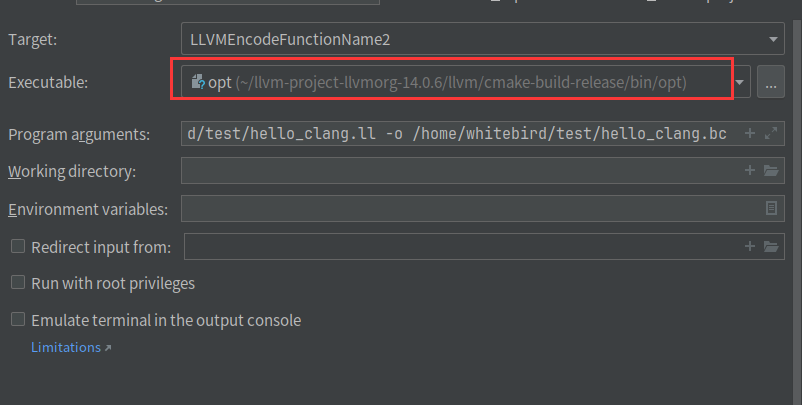 Target: LLVMEncodeFunctionName2
Executable: opt (~/llvm-project-llvmorg-14.0.6/llvm/cmake-build-release/bin/opt) ...
Program arguments: d/test/hello_clang.ll -o /home/whitebird/test/hello_clang.bc
Working directory:
Environment variables:
Redirect input from:
Run with root privileges
Emulate terminal in the output console
Limitations ↗